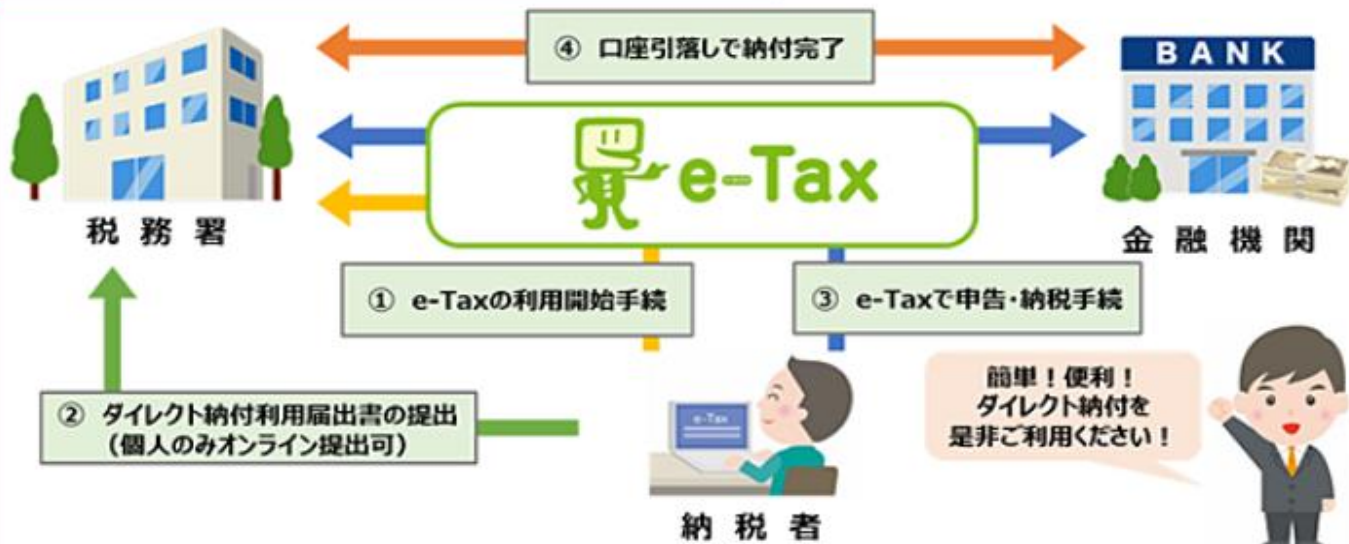 ④ 口座引落しで納付完了
BANK
e-Tax
税務署
金融機関
① e-Taxの利用開始手続
③ e-Taxで申告・納税手続
② ダイレクト納付利用届出書の提出
（個人のみオンライン提出可）
e-Tax
簡単！便利！
ダイレクト納付を
是非ご利用ください！
納税者